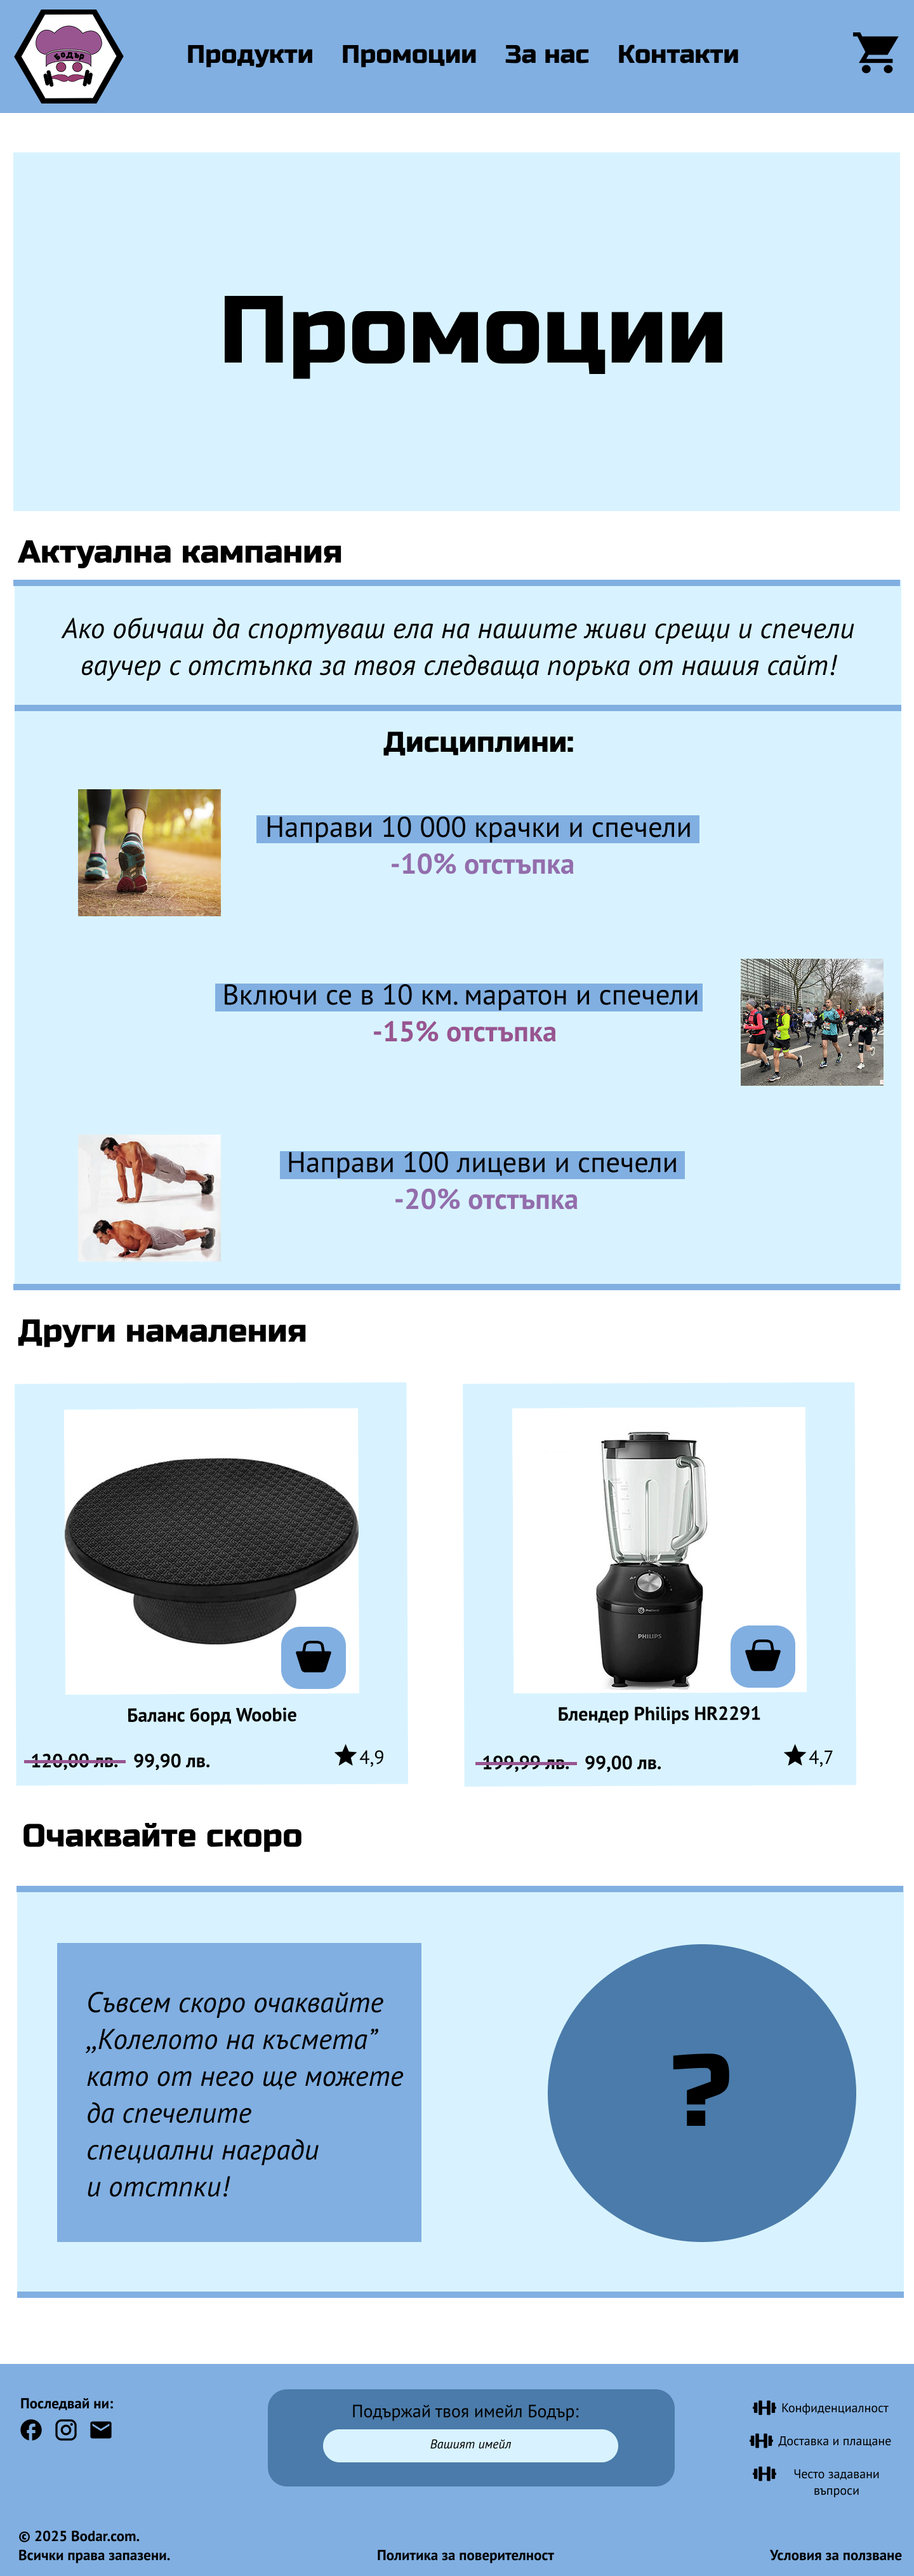 Бодър
Продукти Промоции За нас Контакти
Промоции
Актуална кампания
Ако обичаш да спортуваш ела на нашите живи срещи и спечели
ваучер с отстъпка за твоя следваща поръка от нашия сайт!
Дисциплини:
Направи 10 000 крачки и спечели
-10% отстъпка
Включи се в 10 км. маратон и спечели
-15% отстъпка
Направи 100 лицеви и спечели
-20% отстъпка
Други намаления
PHILIPS
Баланс борд Woobie
120,00 лв. 99,90 лв. 4,9
Блендер Philips HR2291
199,99 лв. 99,00 лв. 4,7
Очаквайте скоро
Съвсем скоро очаквайте
„Колелото на късмета”
като от него ще можете
да спечелите
специални награди
и отстпки!
?
Последвай ни:
Подържай твоя имейл Бодър:
Вашият имейл
Конфиденциалност
Доставка и плащане
Често задавани
въпроси
© 2025 Bodar.com.
Всички права запазени.
Политика за поверителност
Условия за ползване